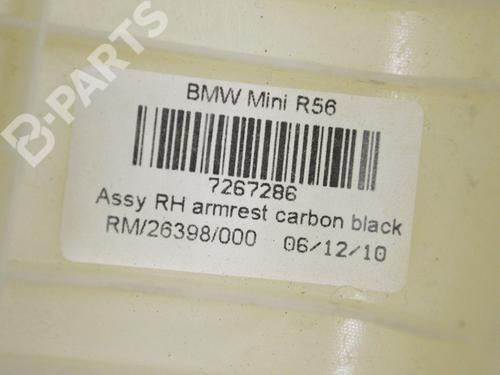 B-PARTS
BMW Mini R56
7267286
Assy RH armrest carbon black
RM/26398/000 06/12/10